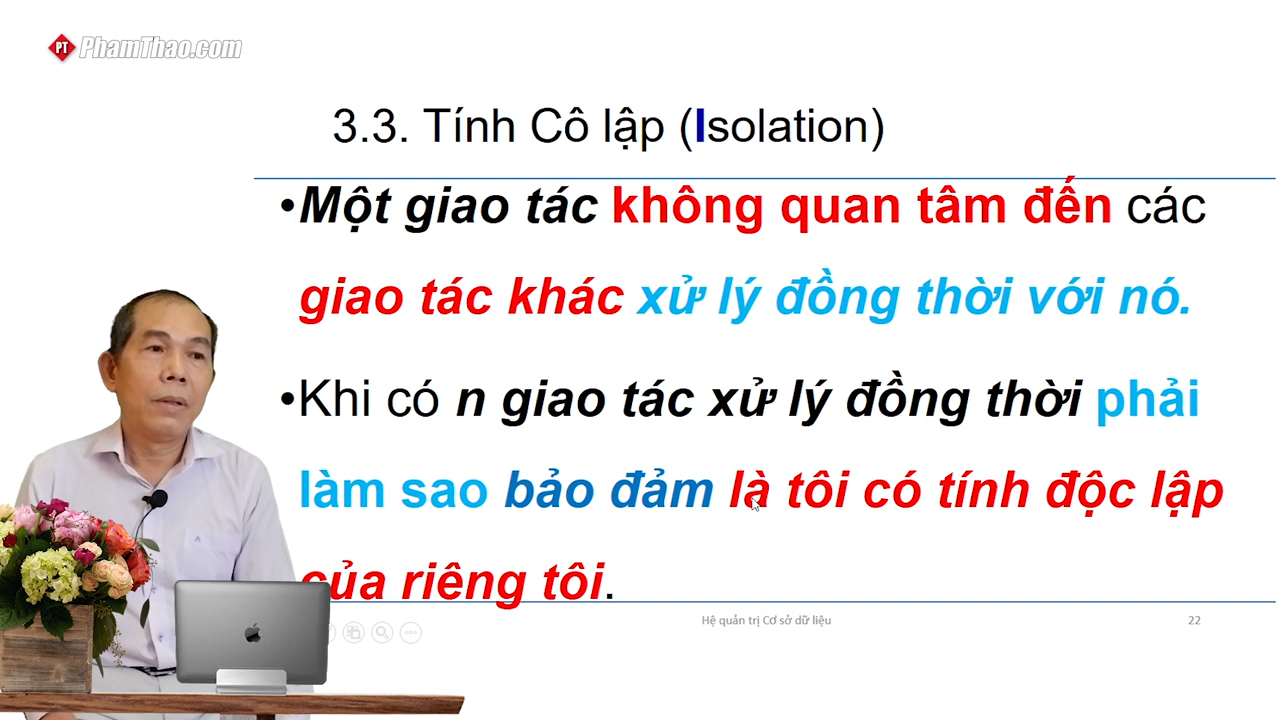 PT PhamThao.com
3.3. Tính Cô lập (Isolation)
•Một giao tác không quan tâm đến các
giao tác khác xử lý đồng thời với nó.
•Khi có n giao tác xử lý đồng thời phải
làm sao bảo đảm là tôi có tính độc lập
của riêng tôi.
Hệ quản trị Cơ sở dữ liệu
22